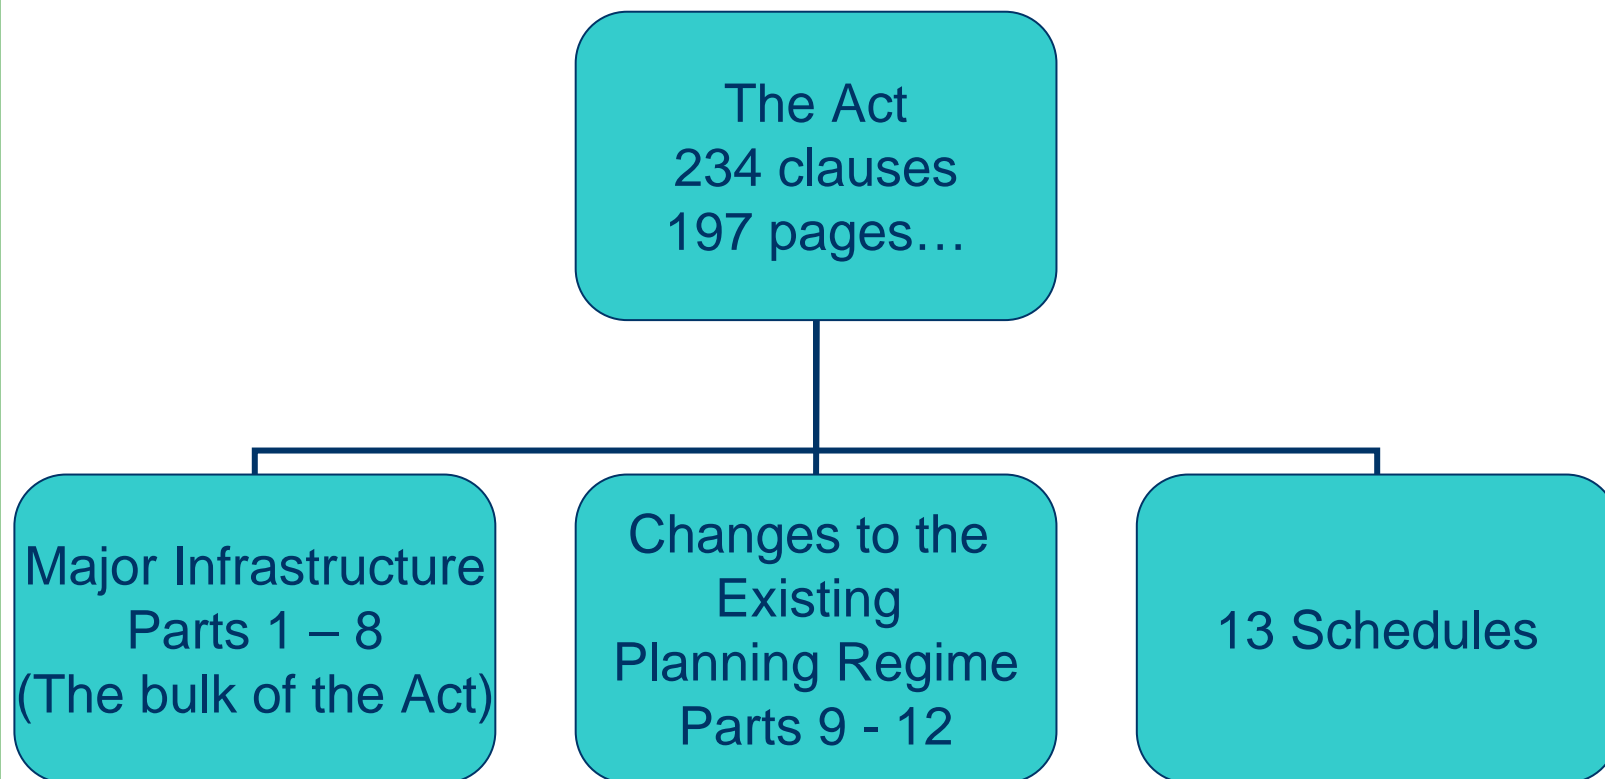 The Act
234 clauses
197 pages…
Major Infrastructure
Parts 1 – 8
(The bulk of the Act)
Changes to the
Existing
Planning Regime
Parts 9 - 12
13 Schedules